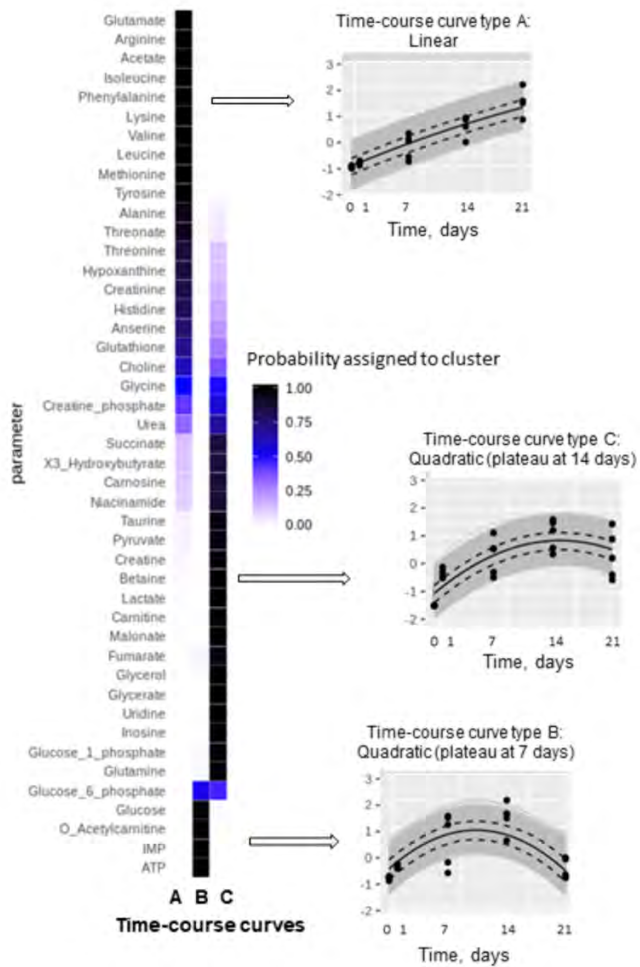 Glutamate
Arginine
Acetate
Isoleucine
Phenylalanine
Lysine
Valine
Leucine
Methionine
Tyrosine
Alanine
Threonate
Threonine
Hypoxanthine
Creatinine
Histidine
Anserine
Glutathione
Choline
Glycine
Creatine_phosphate
Urea
Succinate
X3_Hydroxybutyrate
Carnosine
Niacinamide
Taurine
Pyruvate
Creatine
Betaine
Lactate
Carnitine
Malonate
Fumarate
Glycerol
Glycerate
Uridine
Inosine
Glucose_1_phosphate
Glutamine
Glucose_6_phosphate
Glucose
O_Acetylcarnitine
IMP
ATP
parameter
A B C
Time-course curves
Probability assigned to cluster
1.00
0.75
0.50
0.25
0.00
Time-course curve type A:
Linear
3
2
1
0
-1
-2
0 1 7 14 21
Time, days
Time-course curve type C:
Quadratic (plateau at 14 days)
3
2
1
0
-1
-2
0 1 7 14 21
Time, days
Time-course curve type B:
Quadratic (plateau at 7 days)
3
2
1
0
-1
-2
0 1 7 14 21
Time, days